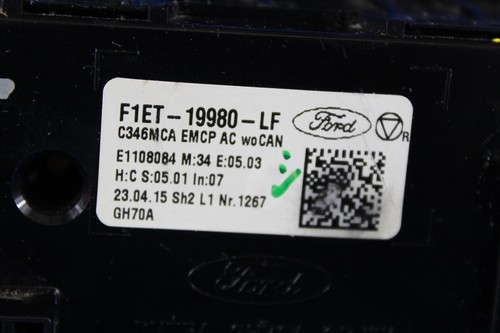 F1ET-19980-LF
Ford
R
C346MCA EMCP AC woCAN
E1108084 M:34 E:05.03
H:C S:05.01 In:07
23.04.15 Sh2 L1 Nr.1267
GH70A
Ford